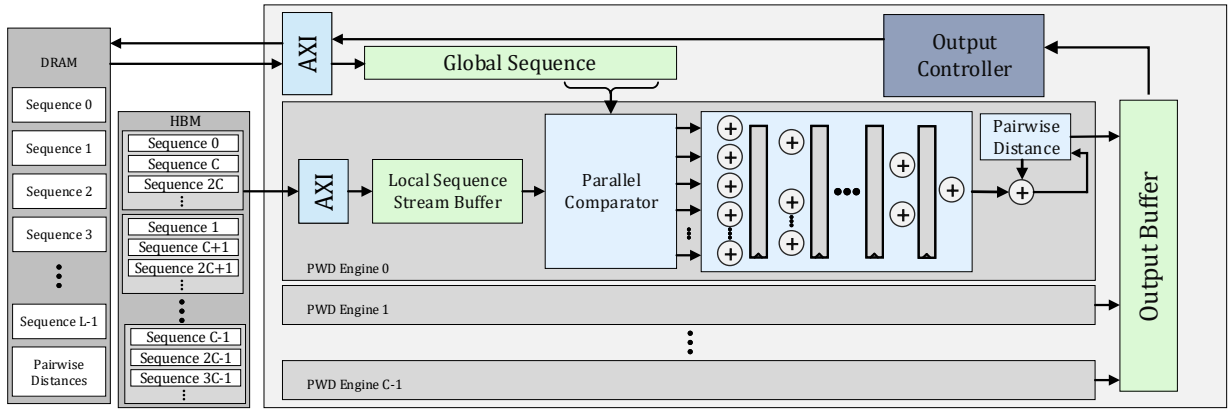 DRAM
Sequence 0
Sequence 1
Sequence 2
Sequence 3
Sequence L-1
Pairwise
Distances
HBM
Sequence 0
Sequence C
Sequence 2C
Sequence 1
Sequence C+1
Sequence 2C+1
Sequence C-1
Sequence 2C-1
Sequence 3C-1
AXI
Global Sequence
Output
Controller
AXI
Local Sequence
Stream Buffer
Parallel
Comparator
Pairwise
Distance
PWD Engine 0
PWD Engine 1
PWD Engine C-1
Output Buffer